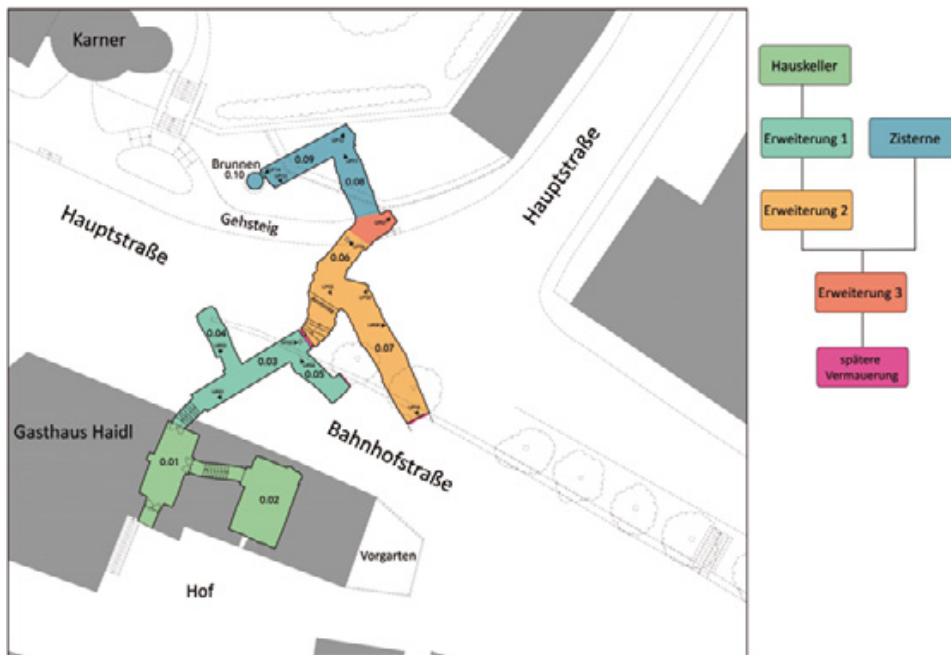 Karner
Hauskeller
Erweiterung 1
Zisterne
Erweiterung 2
Erweiterung 3
spätere
Vermauerung
Brunnen
0.10
0.09
0.08
Gehsteig
Hauptstraße
Hauptstraße
0.06
0.07
0.04
0.03
0.05
Bahnhofstraße
Gasthaus Haidl
0.01
0.02
Vorgarten
Hof